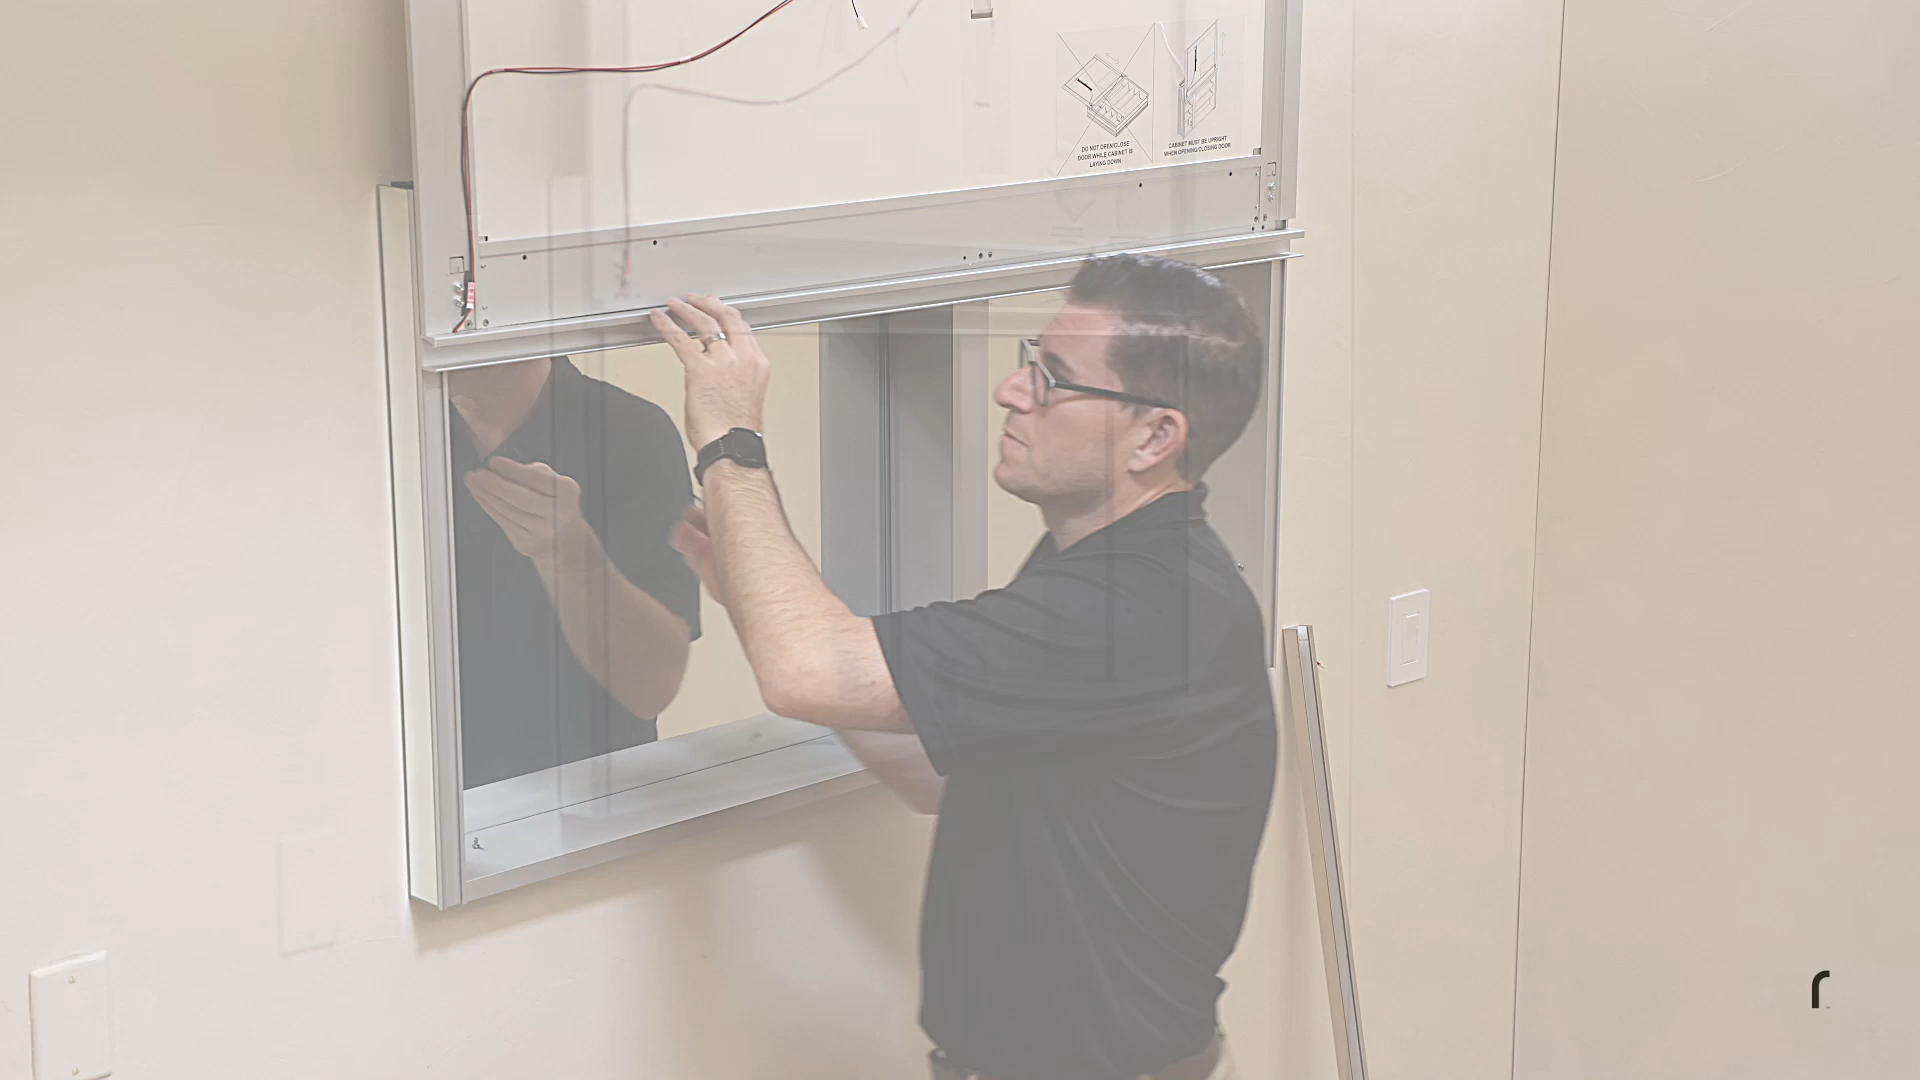 DO NOT OPEN/CLOSE
DOOR WHILE CABINET IS
LAYING DOWN
CABINET MUST BE UPRIGHT
WHEN OPENING/CLOSING DOOR
r